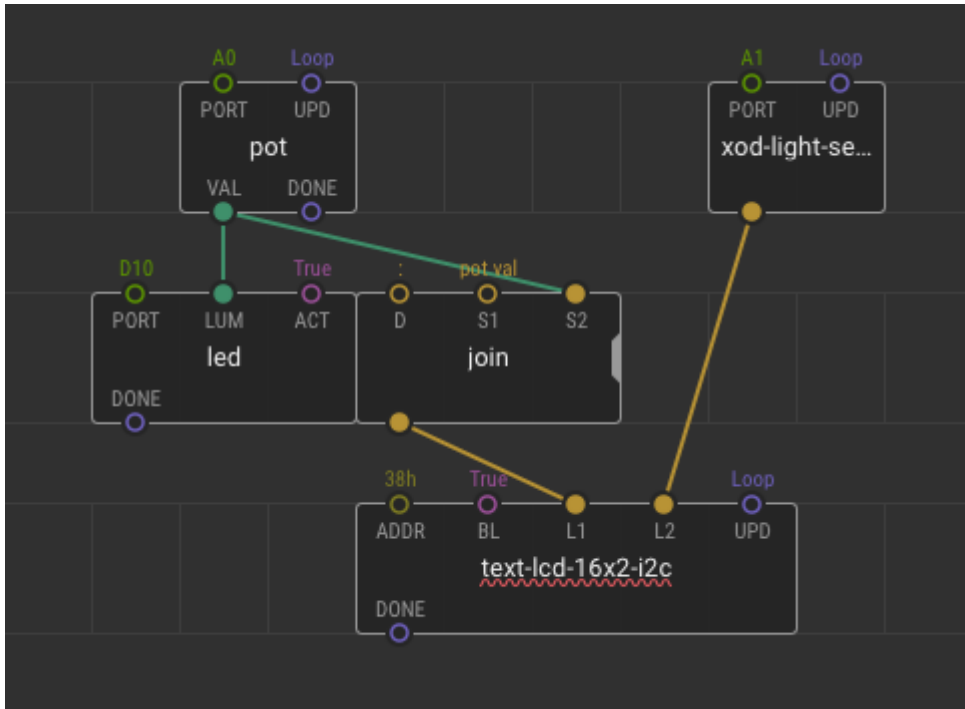 A0 Loop
PORT UPD
pot
VAL DONE
A1 Loop
PORT UPD
xod-light-se...
D10 True
PORT LUM ACT
led
DONE
: pot val
D S1 S2
join
38h True Loop
ADDR BL L1 L2 UPD
text-lcd-16x2-i2c
DONE